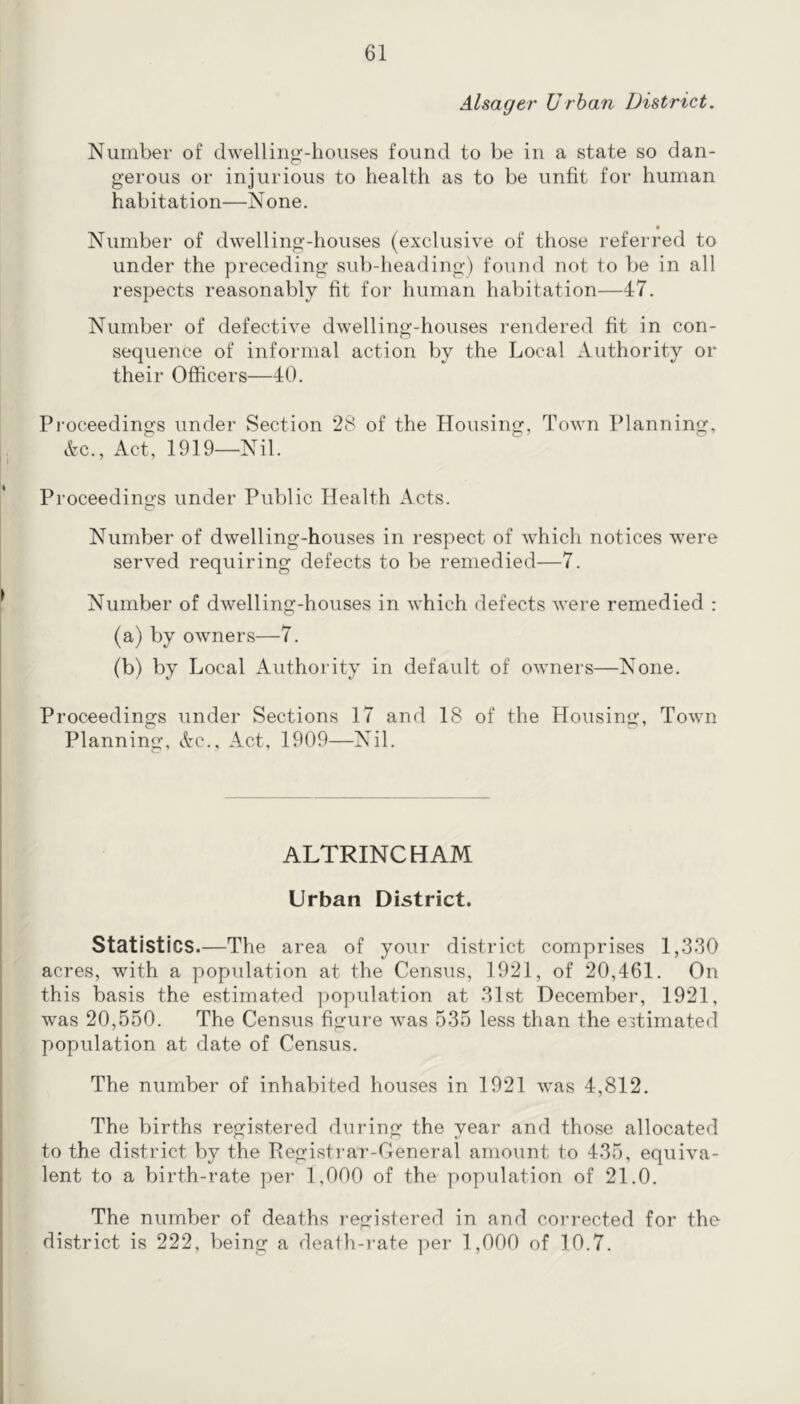 61
Alsager Urban District.
Number of dwelling-houses found to be in a state so dan-
gerous or injurious to health as to be unfit for human
habitation—None.
Number of dwelling-houses (exclusive of those referred to
under the preceding sub-heading) found not to be in all
respects reasonably fit for human habitation—47.
Number of defective dwelling-houses rendered fit in con-
sequence of informal action by the Local Authority or
their Officers—40.
Proceedings under Section 28 of the Housing, Town Planning,
&c., Act, 1919—Nil.
Proceedings under Public Health Acts.
Number of dwelling-houses in respect of which notices were
served requiring defects to be remedied—7.
Number of dwelling-houses in which defects were remedied :
(a) by owners—7.
(b) by Local Authority in default of owners—None.
Proceedings under Sections 17 and 18 of the Housing, Town
Planning, &c., Act, 1909—Nil.
ALTRINCHAM
Urban District.
Statistics.—The area of your district comprises 1,330
acres, with a population at the Census, 1921, of 20,461. On
this basis the estimated population at 31st December, 1921,
was 20,550. The Census figure was 535 less than the estimated
population at date of Census.
The number of inhabited houses in 1921 was 4,812.
The births registered during the year and those allocated
to the district by the Registrar-General amount to 435, equiva-
lent to a birth-rate per 1,000 of the population of 21.0.
The number of deaths registered in and corrected for the
district is 222, being a death-rate per 1,000 of 10.7.